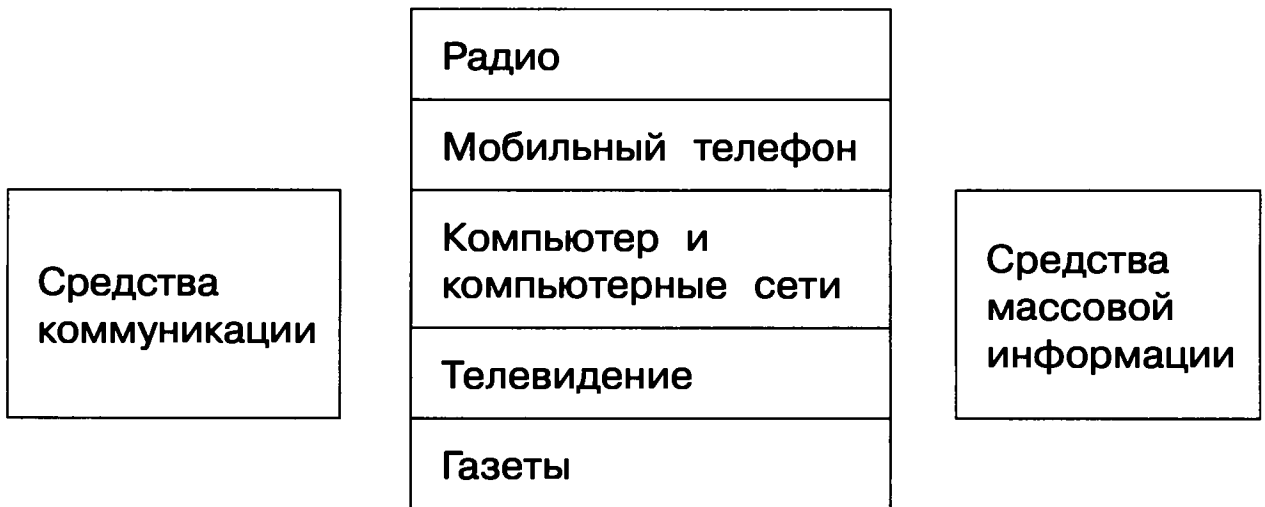 Радио
Мобильный телефон
Средства
коммуникации
Компьютер и
компьютерные сети
Телевидение
Газеты
Средства
массовой
информации